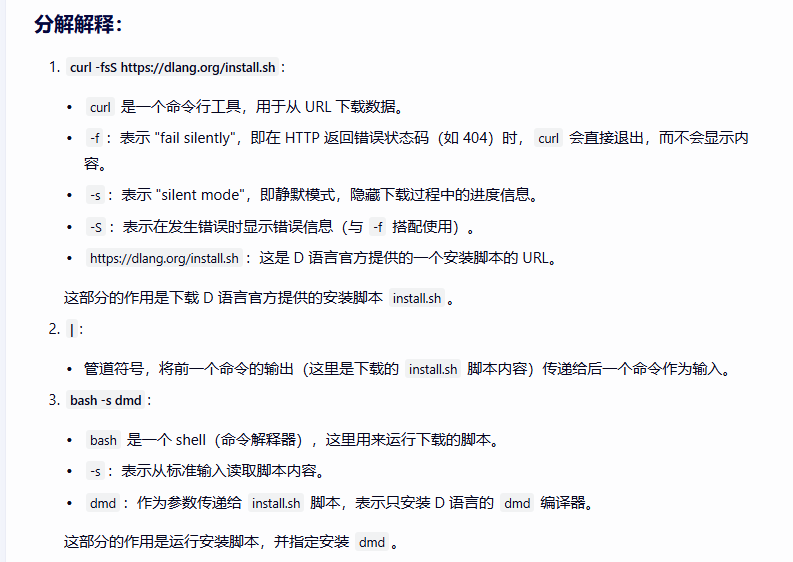 分解解释：
1. curl -fsS https://dlang.org/install.sh：
• curl 是一个命令行工具，用于从 URL 下载数据。
• -f：表示 "fail silently"，即在 HTTP 返回错误状态码（如 404）时， curl 会直接退出，而不会显示内
容。
• -s：表示 "silent mode"，即静默模式，隐藏下载过程中的进度信息。
• -S：表示在发生错误时显示错误信息（与 -f 搭配使用）。
• https://dlang.org/install.sh：这是 D 语言官方提供的一个安装脚本的 URL。
这部分的作用是下载 D 语言官方提供的安装脚本 install.sh。
2. |：
• 管道符号，将前一个命令的输出（这里是下载的 install.sh 脚本内容）传递给后一个命令作为输入。
3. bash -s dmd：
• bash 是一个 shell（命令解释器），这里用来运行下载的脚本。
• -s：表示从标准输入读取脚本内容。
• dmd：作为参数传递给 install.sh 脚本，表示只安装 D 语言的 dmd 编译器。
这部分的作用是运行安装脚本，并指定安装 dmd。